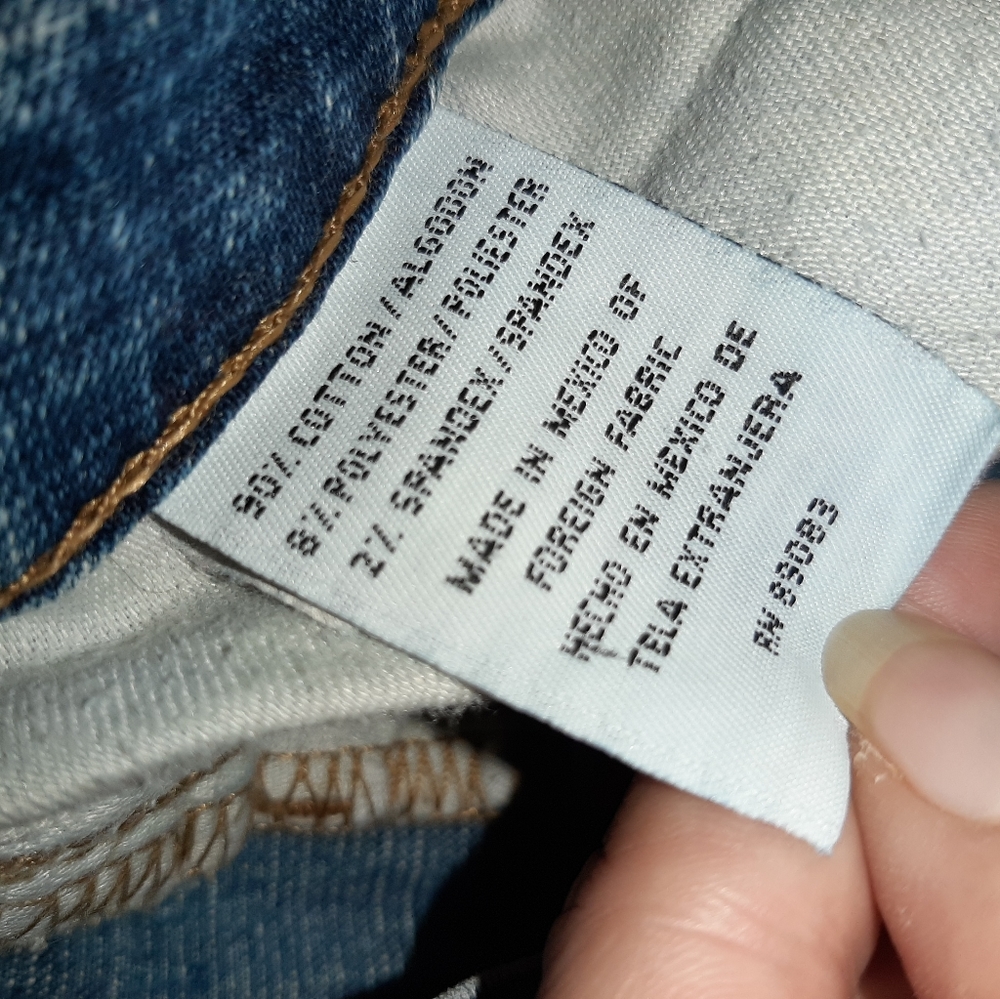 90% COTTON / ALGODON
8% POLYESTER / POLIESTER
2% SPANDEX / SPANDEX
MADE IN MEXICO OF
FOREIGN FABRIC
HECHO EN MEXICO DE
TELA EXTRANJERA
RN 93083